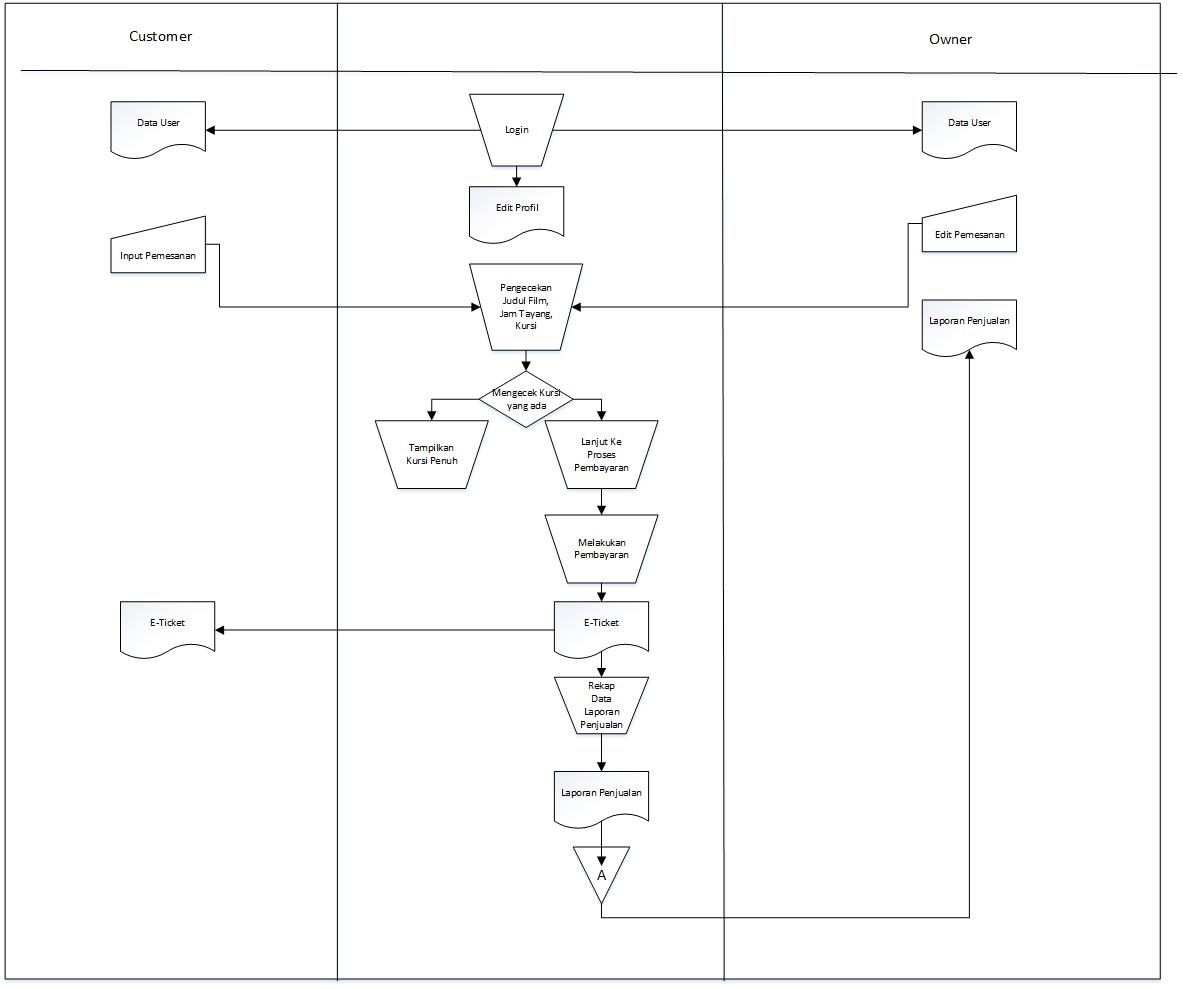 Customer
Owner
Data User
Login
Data User
Edit Profil
Input Pemesanan
Edit Pemesanan
Pengecekan
Judul Film,
Jam Tayang,
Kursi
Laporan Penjualan
Mengecek Kursi
yang ada
Tampilkan
Kursi Penuh
Lanjut Ke
Proses
Pembayaran
Melakukan
Pembayaran
E-Ticket
E-Ticket
Rekap
Data
Laporan
Penjualan
Laporan Penjualan
A